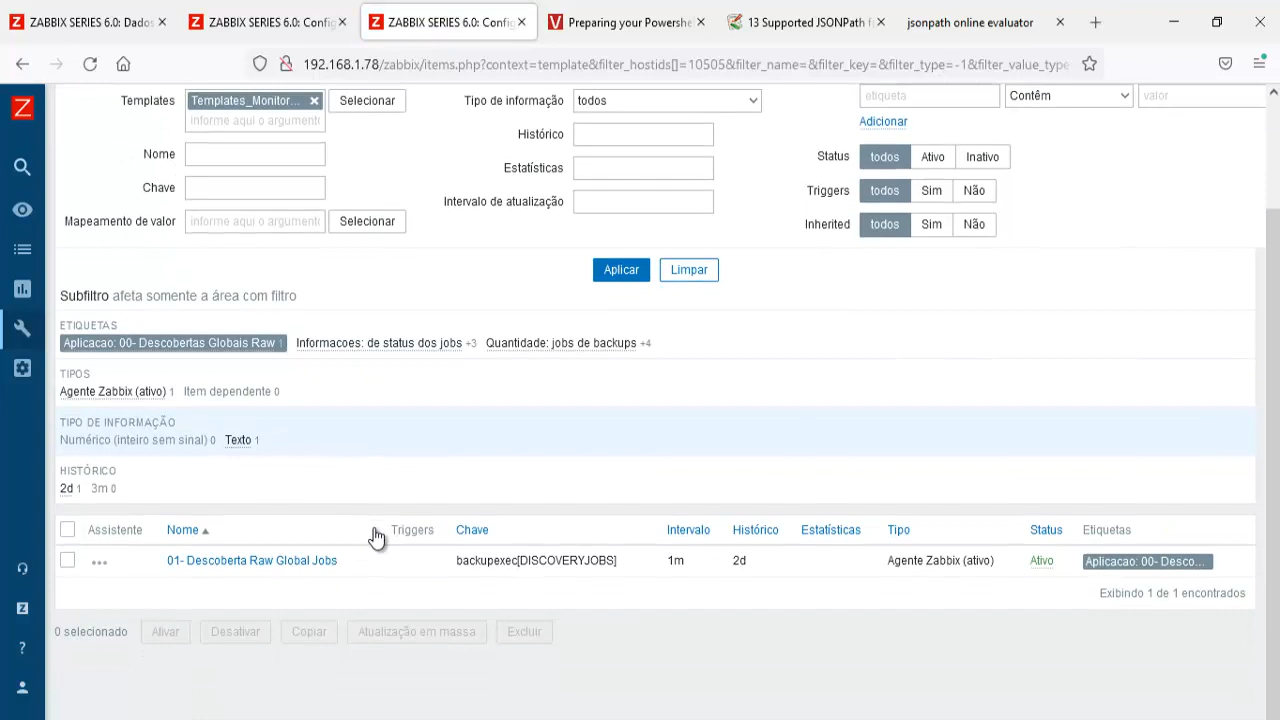 ZABBIX SERIES 6.0: Dados
ZABBIX SERIES 6.0: Config
ZABBIX SERIES 6.0: Config
Preparing your Powershe
13 Supported JSONPath f
jsonpath online evaluator
192.168.1.78/zabbix/items.php?context=template&filter_hostids[]=10505&filter_name=&filter_key=&filter_type=-1&filter_value_type
Templates Templates_Monitor... Selecionar Tipo de informação todos etiqueta Contém valor
informe aqui o argumento
Adicionar
Histórico
Nome
Status todos Ativo Inativo
Estatísticas
Chave
Triggers todos Sim Não
Intervalo de atualização
Mapeamento de valor informe aqui o argumento Selecionar
Inherited todos Sim Não
Aplicar Limpar
Subfiltro afeta somente a área com filtro
ETIQUETAS
Aplicacao: 00- Descobertas Globais Raw 1 Informacoes: de status dos jobs +3 Quantidade: jobs de backups +4
TIPOS
Agente Zabbix (ativo) 1 Item dependente 0
TIPO DE INFORMAÇÃO
Numérico (inteiro sem sinal) 0 Texto 1
HISTÓRICO
2d 1 3m 0
Assistente Nome Triggers Chave Intervalo Histórico Estatísticas Tipo Status Etiquetas
01- Descoberta Raw Global Jobs backupexec[DISCOVERYJOBS] 1m 2d Agente Zabbix (ativo) Ativo Aplicacao: 00- Desco...
Exibindo 1 de 1 encontrados
0 selecionado Ativar Desativar Copiar Atualização em massa Excluir